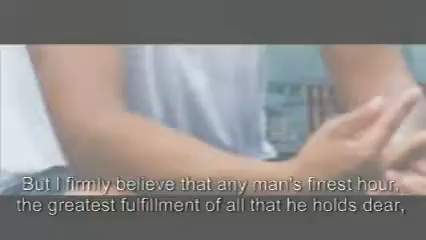 But I firmly believe that any man's finest hour,
the greatest fulfillment of all that he holds dear,